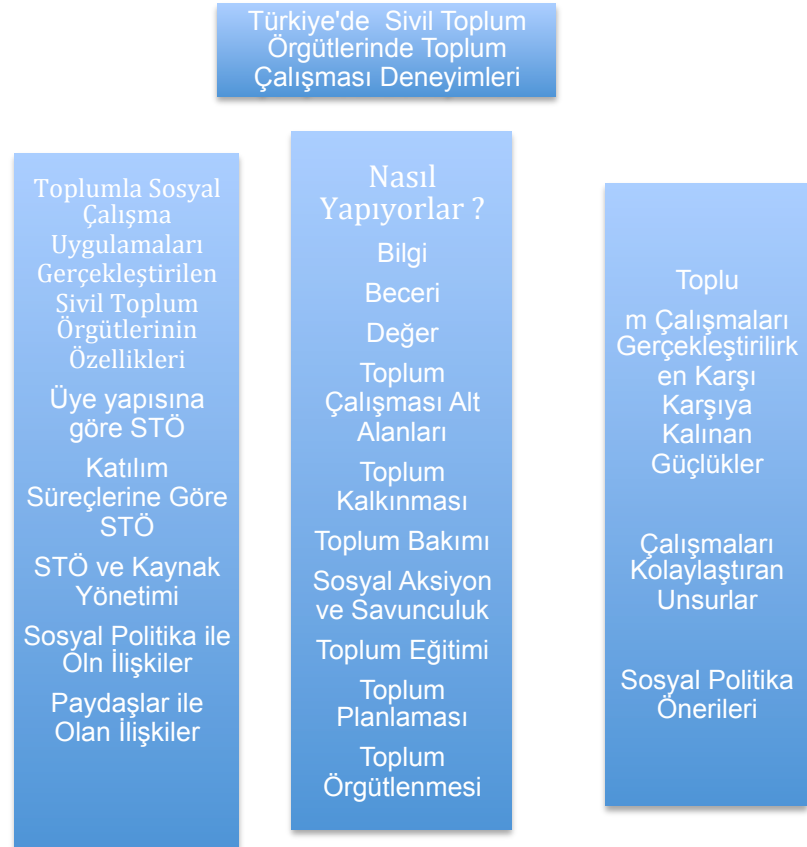 Türkiye'de Sivil Toplum
Örgütlerinde Toplum
Çalışması Deneyimleri
Toplumla Sosyal
Çalışma
Uygulamaları
Gerçekleştirilen
Sivil Toplum
Örgütlerinin
Özellikleri
Üye yapısına
göre STÖ
Katılım
Süreçlerine Göre
STÖ
STÖ ve Kaynak
Yönetimi
Sosyal Politika ile
Oln İlişkiler
Paydaşlar ile
Olan İlişkiler
Nasıl
Yapıyorlar ?
Bilgi
Beceri
Değer
Toplum
Çalışması Alt
Alanları
Toplum
Kalkınması
Toplum Bakımı
Sosyal Aksiyon
ve Savunculuk
Toplum Eğitimi
Toplum
Planlaması
Toplum
Örgütlenmesi
Toplu
m Çalışmaları
Gerçekleştirilirk
en Karşı
Karşıya
Kalınan
Güçlükler
Çalışmaları
Kolaylaştıran
Unsurlar
Sosyal Politika
Önerileri